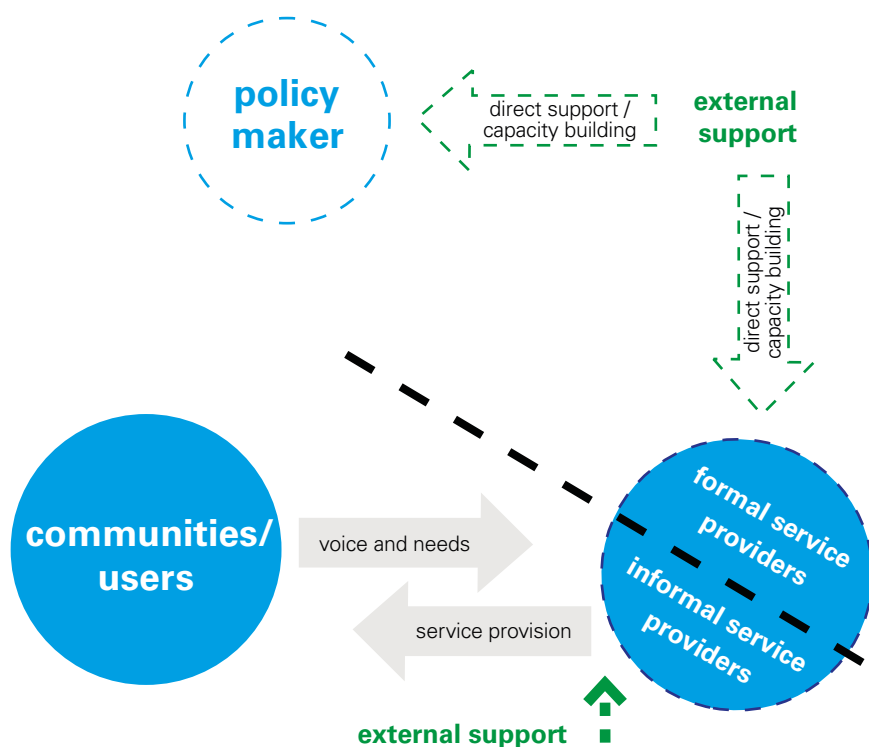 policy
maker
direct support /
capacity building
external
support
direct support /
capacity building
communities/
users
voice and needs
service provision
formal service
providers
informal service
providers
external support